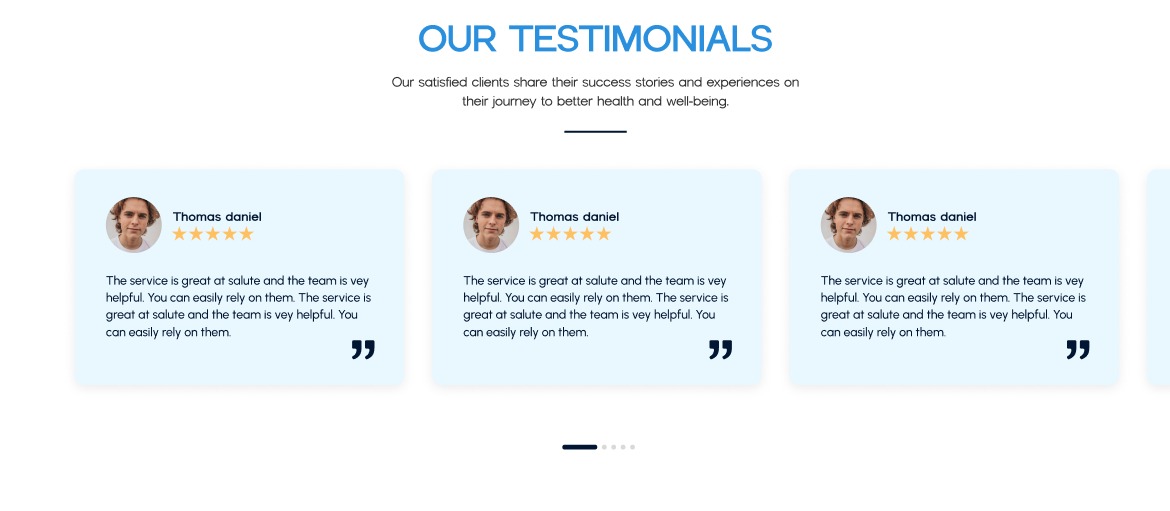 OUR TESTIMONIALS
Our satisfied clients share their success stories and experiences on
their journey to better health and well-being.
Thomas daniel
The service is great at salute and the team is vey
helpful. You can easily rely on them. The service is
great at salute and the team is vey helpful. You
can easily rely on them.
”
Thomas daniel
The service is great at salute and the team is vey
helpful. You can easily rely on them. The service is
great at salute and the team is vey helpful. You
can easily rely on them.
”
Thomas daniel
The service is great at salute and the team is vey
helpful. You can easily rely on them. The service is
great at salute and the team is vey helpful. You
can easily rely on them.
”